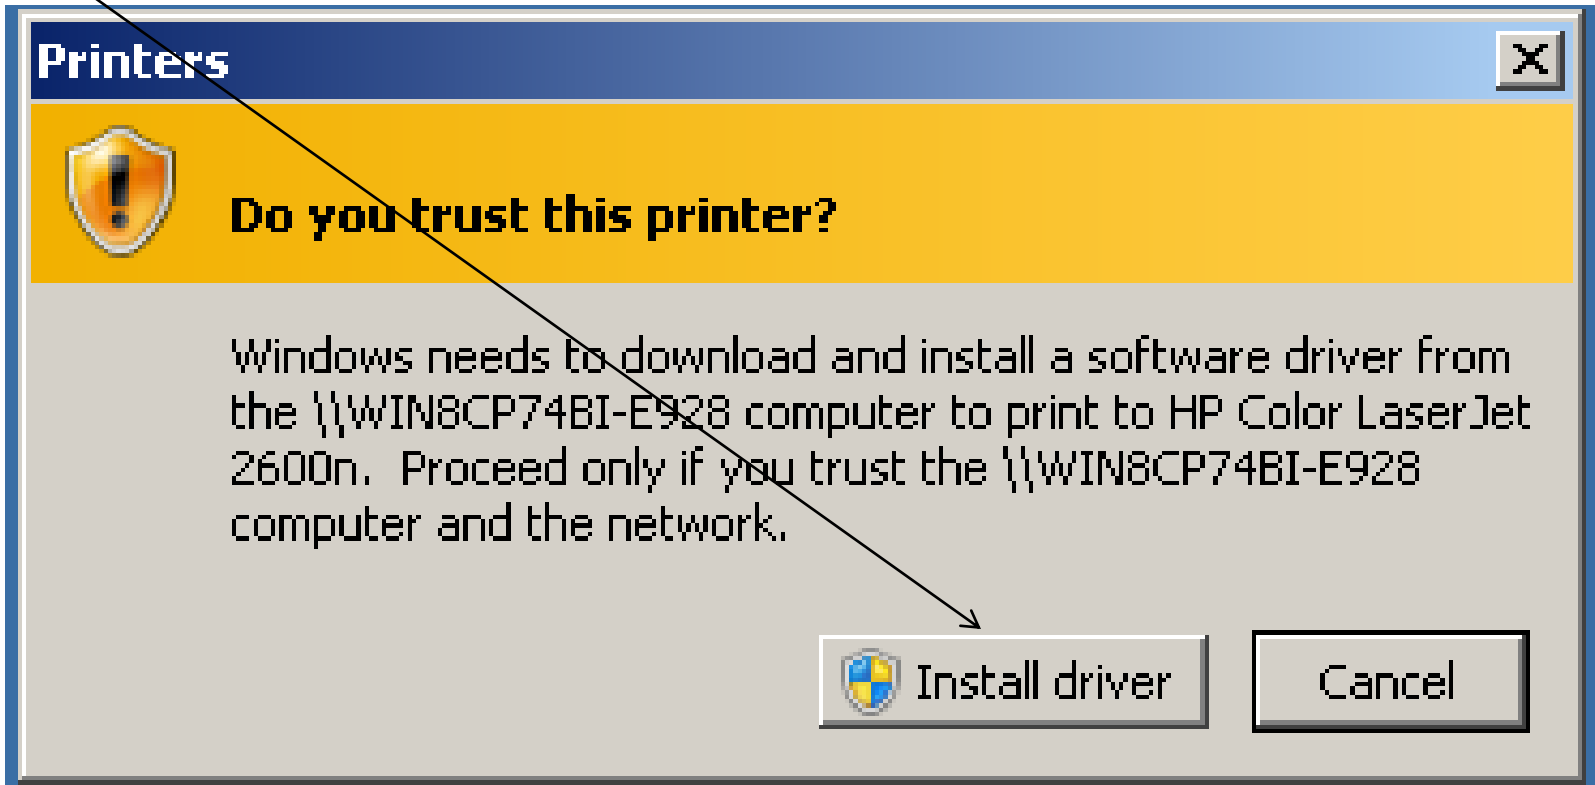 Printers
Do you trust this printer?
Windows needs to download and install a software driver from
the \\WIN8CP74BI-E928 computer to print to HP Color LaserJet
2600n.  Proceed only if you trust the \\WIN8CP74BI-E928
computer and the network.
Install driver
Cancel